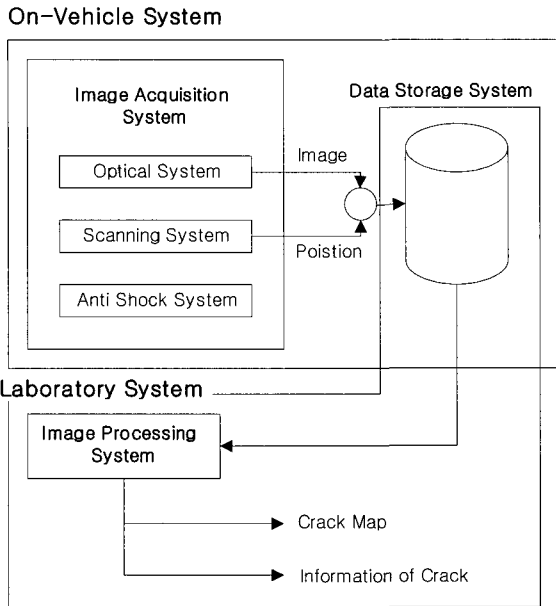 On-Vehicle System
Image Acquisition
System
Data Storage System
Image
Optical System
Scanning System
Poistion
Anti Shock System
Laboratory System
Image Processing
System
Crack Map
Information of Crack